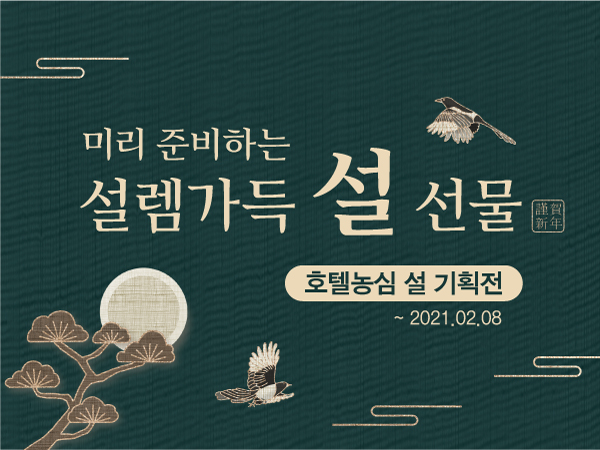 미리 준비하는
설렘가득 설 선물
謹賀
新年
호텔농심 설 기획전
~ 2021.02.08